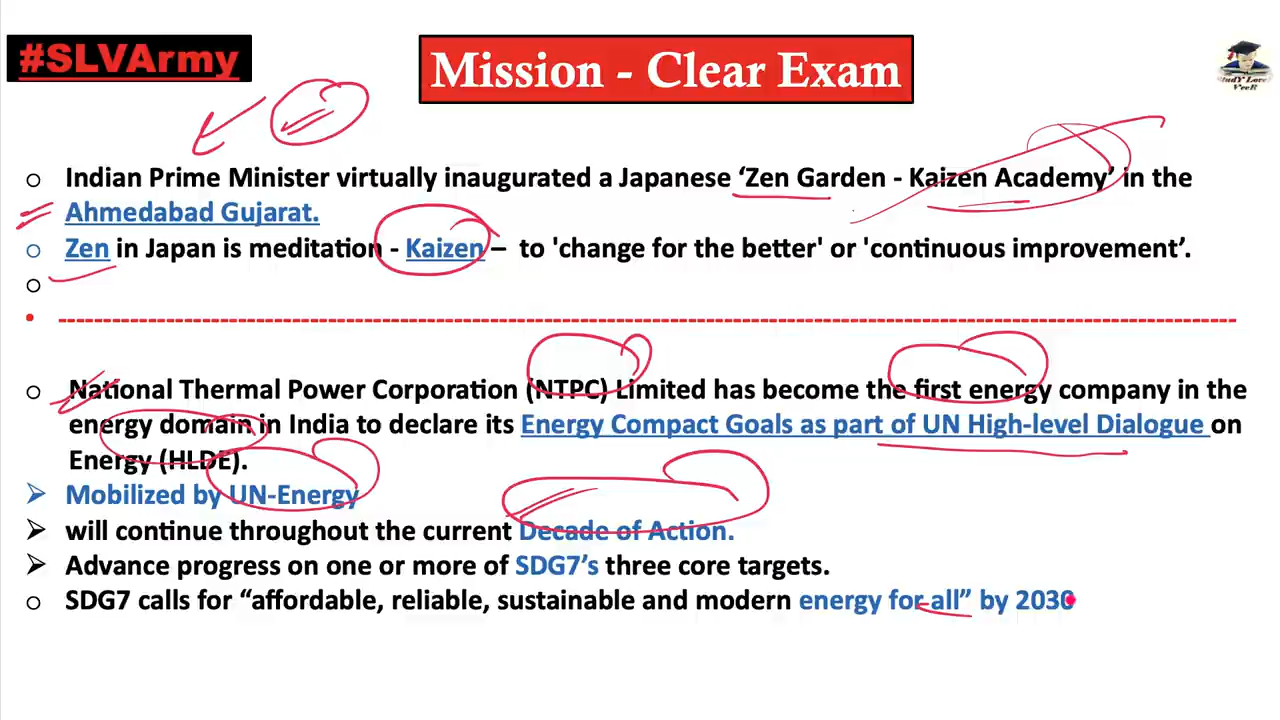 #SLVArmy
Mission - Clear Exam
StudY LoveR
VeeR
Indian Prime Minister virtually inaugurated a Japanese ‘Zen Garden - Kaizen Academy’ in the
Ahmedabad Gujarat.
Zen in Japan is meditation - Kaizen – to 'change for the better' or 'continuous improvement’.
National Thermal Power Corporation (NTPC) Limited has become the first energy company in the
energy domain in India to declare its Energy Compact Goals as part of UN High-level Dialogue on
Energy (HLDE).
Mobilized by UN-Energy
will continue throughout the current Decade of Action.
Advance progress on one or more of SDG7’s three core targets.
SDG7 calls for “affordable, reliable, sustainable and modern energy for all” by 2030